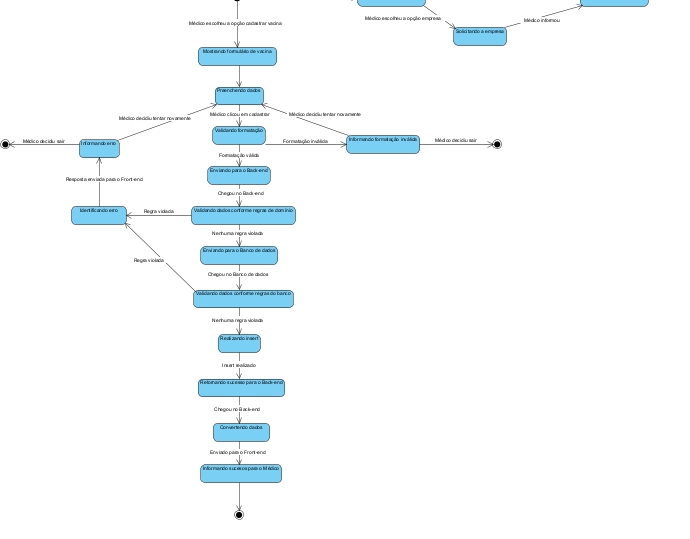 Médico escolheu a opção empresa
Médico informou
Médico escolheu a opção cadastrar vacina
Solicitando a empresa
Mostrando formulário de vacina
Preenchendo dados
Médico decidiu tentar novamente
Médico clicou em cadastrar
Médico decidiu tentar novamente
Validando formatação
Médico decidiu sair
Informando erro
Formatação inválida
Informando formatação inválida
Médico decidiu sair
Formatação válida
Enviando para o Back-end
Resposta enviada para o Front-end
Chegou no Back-end
Identificando erro
Regra violada
Validando dados conforme regras de domínio
Nenhuma regra violada
Enviando para o Banco de dados
Regra violada
Chegou no Banco de dados
Validando dados conforme regras do banco
Nenhuma regra violada
Realizando insert
Insert realizado
Retornando sucesso para o Back-end
Chegou no Back-end
Convertendo dados
Enviado para o Front-end
Informando sucesso para o Médico